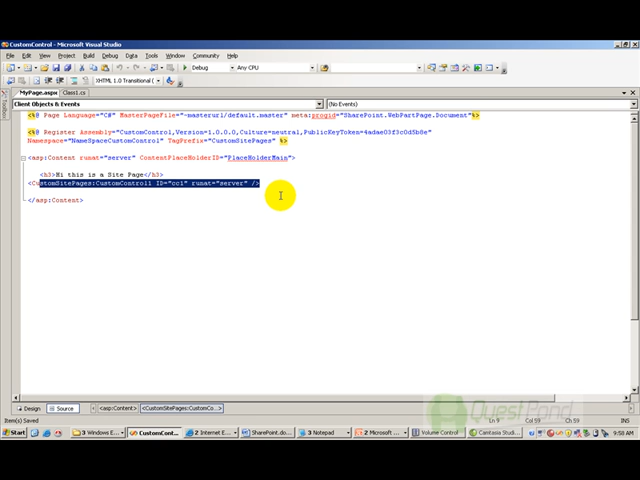 CustomControl - Microsoft Visual Studio
File Edit View Project Build Debug Data Tools Window Community Help
Debug Any CPU
XHTML 1.0 Transitional (
MyPage.aspx Class1.cs
Client Objects & Events (No Events)
<%@ Page Language="C#" MasterPageFile="~masterurl/default.master" meta:progid="SharePoint.WebPartPage.Document"%>
<%@ Register Assembly="CustomControl,Version=1.0.0.0,Culture=neutral,PublicKeyToken=4adae03f3c0d5b8e"
Namespace="NameSpaceCustomControl" TagPrefix="CustomSitePages" %>
<asp:Content runat="server" ContentPlaceHolderID="PlaceHolderMain">
<h3>Hi this is a Site Page</h3>
<CustomSitePages:CustomControl1 ID="cc1" runat="server" />
</asp:Content>
Toolbox
Design Source <asp:Content> <CustomSitePages:CustomCo...>
QuestPond
Item(s) Saved Ln 59 Col 59 Ch 59 INS
Start 3 Windows E... CustomContr... 2 Internet E... SharePoint.do... 3 Notepad 2 Microsoft ... Volume Control Camtasia Studi... 9:58 AM